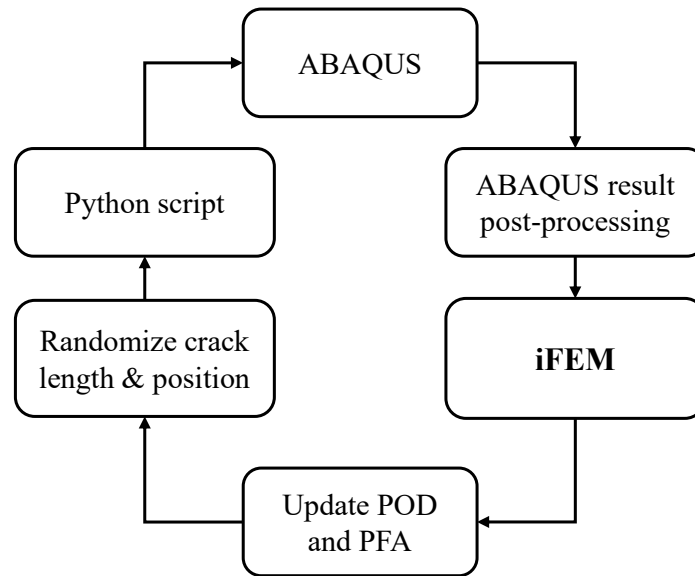 ABAQUS
Python script
ABAQUS result
post-processing
Randomize crack
length & position
iFEM
Update POD
and PFA